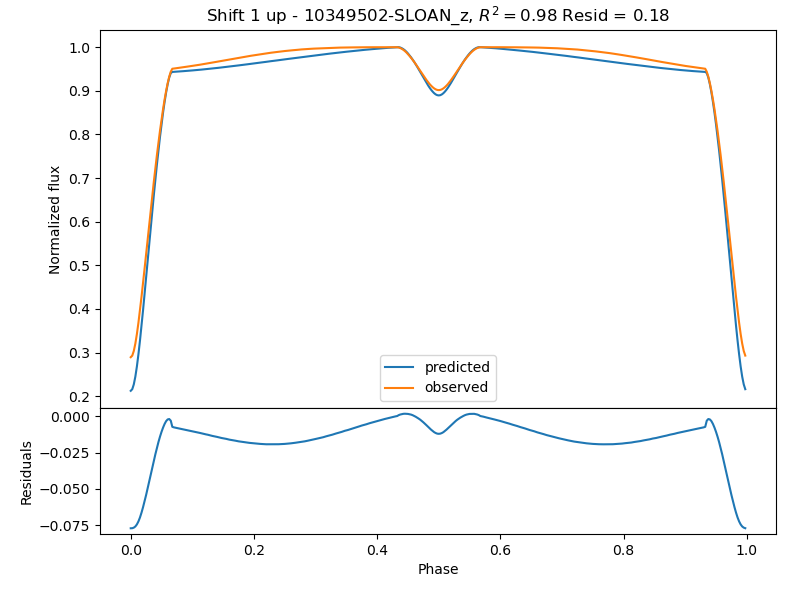 Shift 1 up - 10349502-SLOAN_z, R² = 0.98 Resid = 0.18
Normalized flux
1.0
0.9
0.8
0.7
0.6
0.5
0.4
0.3
0.2
predicted
observed
Residuals
0.000
−0.025
−0.050
−0.075
0.0 0.2 0.4 0.6 0.8 1.0
Phase